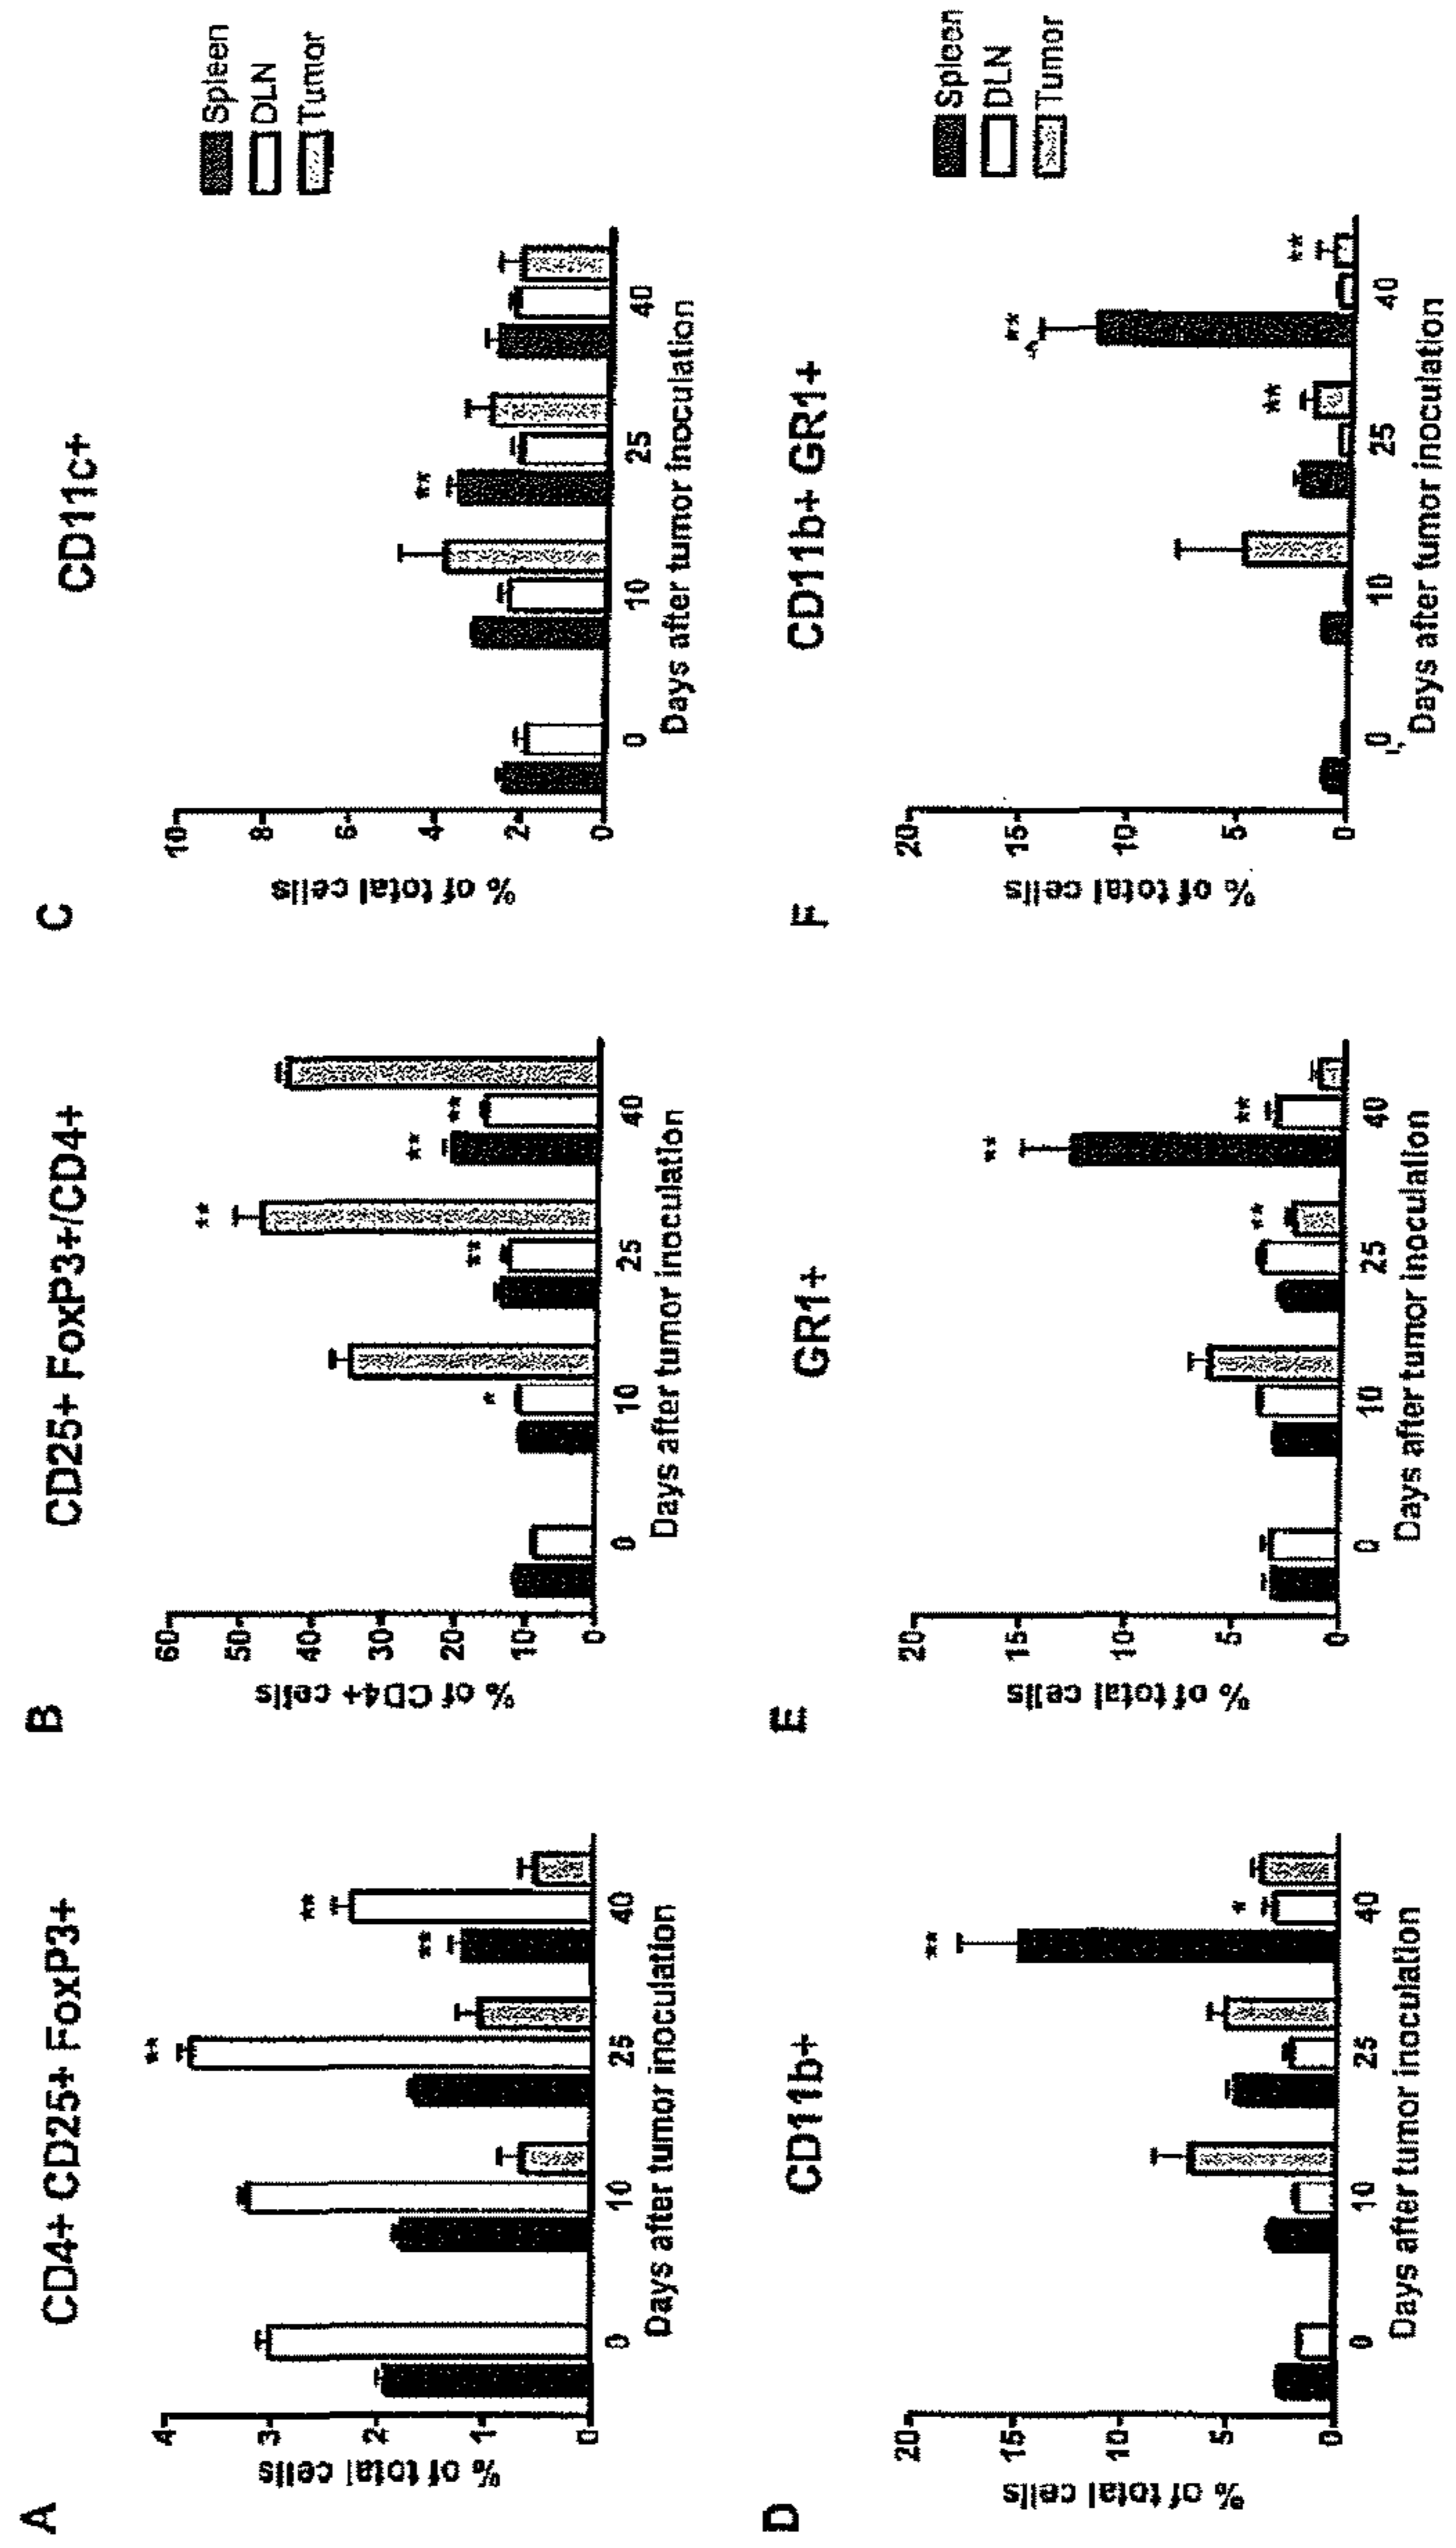 A
CD4+ CD25+ FoxP3+
% of total cells
4
3
2
1
0
0 10 25 40
Days after tumor inoculation
**
**
**
B
CD25+ FoxP3+/CD4+
% of CD4+ cells
60
50
40
30
20
10
0
0 10 25 40
Days after tumor inoculation
*
**
**
**
**
C
CD11c+
% of total cells
10
8
6
4
2
0
0 10 25 40
Days after tumor inoculation
**
Spleen
DLN
Tumor
D
CD11b+
% of total cells
20
15
10
5
0
0 10 25 40
Days after tumor inoculation
**
*
E
GR1+
% of total cells
20
15
10
5
0
0 10 25 40
Days after tumor inoculation
**
**
**
F
CD11b+ GR1+
% of total cells
20
15
10
5
0
0 10 25 40
Days after tumor inoculation
**
**
**
Spleen
DLN
Tumor